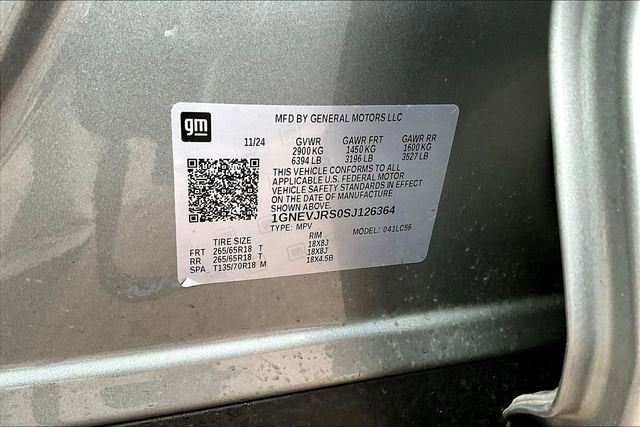 gm
MFD BY GENERAL MOTORS LLC
11/24 GVWR GAWR FRT GAWR RR
2900 KG 1450 KG 1600 KG
6394 LB 3196 LB 3527 LB
THIS VEHICLE CONFORMS TO ALL
APPLICABLE U.S. FEDERAL MOTOR
VEHICLE SAFETY STANDARDS IN EFFECT
ON THE DATE OF MANUFACTURE
SHOWN ABOVE.
1GNEVJRS0SJ126364
TYPE: MPV MODEL: 041LC56
TIRE SIZE RIM
FRT 265/65R18 T 18X8J
RR 265/65R18 T 18X8J
SPA T135/70R18 M 18X4.5B